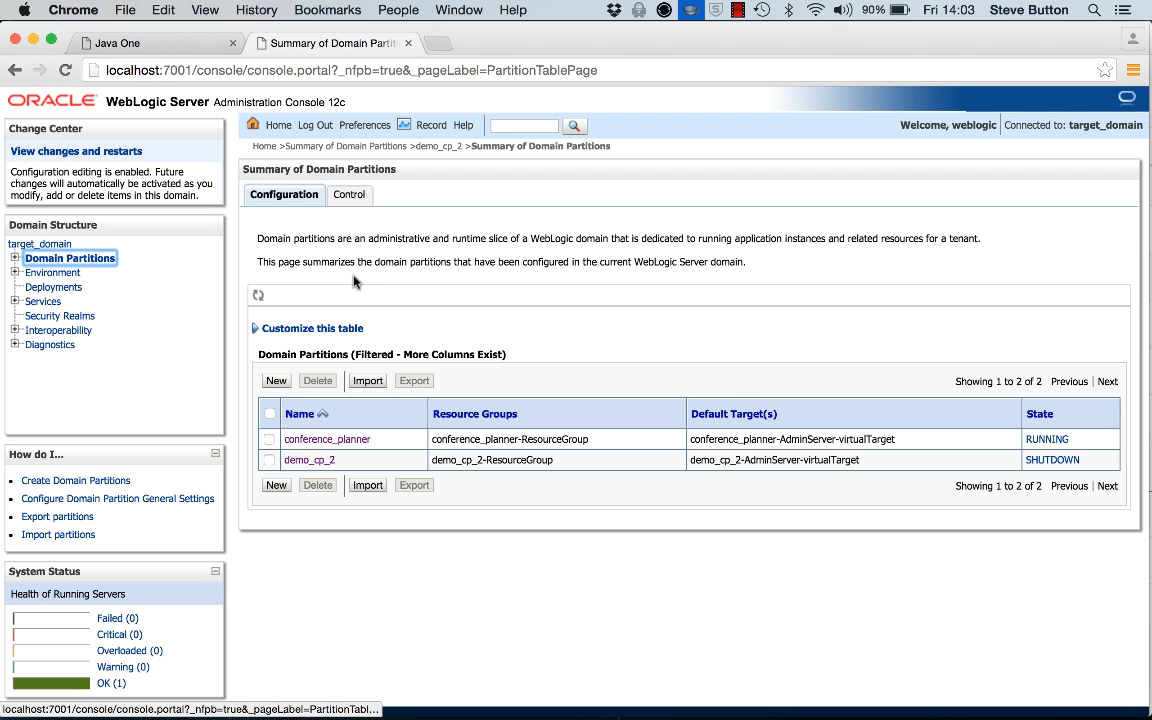 Chrome File Edit View History Bookmarks People Window Help 90% Fri 14:03 Steve Button
Java One × Summary of Domain Partiti ×
localhost:7001/console/console.portal?_nfpb=true&_pageLabel=PartitionTablePage
ORACLE WebLogic Server Administration Console 12c
Change Center
View changes and restarts
Configuration editing is enabled. Future
changes will automatically be activated as you
modify, add or delete items in this domain.
Domain Structure
target_domain
Domain Partitions
Environment
Deployments
Services
Security Realms
Interoperability
Diagnostics
How do I...
Create Domain Partitions
Configure Domain Partition General Settings
Export partitions
Import partitions
System Status
Health of Running Servers
Failed (0)
Critical (0)
Overloaded (0)
Warning (0)
OK (1)
Home Log Out Preferences Record Help
Welcome, weblogic Connected to: target_domain
Home >Summary of Domain Partitions >demo_cp_2 >Summary of Domain Partitions
Summary of Domain Partitions
Configuration Control
Domain partitions are an administrative and runtime slice of a WebLogic domain that is dedicated to running application instances and related resources for a tenant.
This page summarizes the domain partitions that have been configured in the current WebLogic Server domain.
Customize this table
Domain Partitions (Filtered - More Columns Exist)
New Delete Import Export Showing 1 to 2 of 2 Previous | Next
Name Resource Groups Default Target(s) State
conference_planner conference_planner-ResourceGroup conference_planner-AdminServer-virtualTarget RUNNING
demo_cp_2 demo_cp_2-ResourceGroup demo_cp_2-AdminServer-virtualTarget SHUTDOWN
New Delete Import Export Showing 1 to 2 of 2 Previous | Next
localhost:7001/console/console.portal?_nfpb=true&_pageLabel=PartitionTabl...